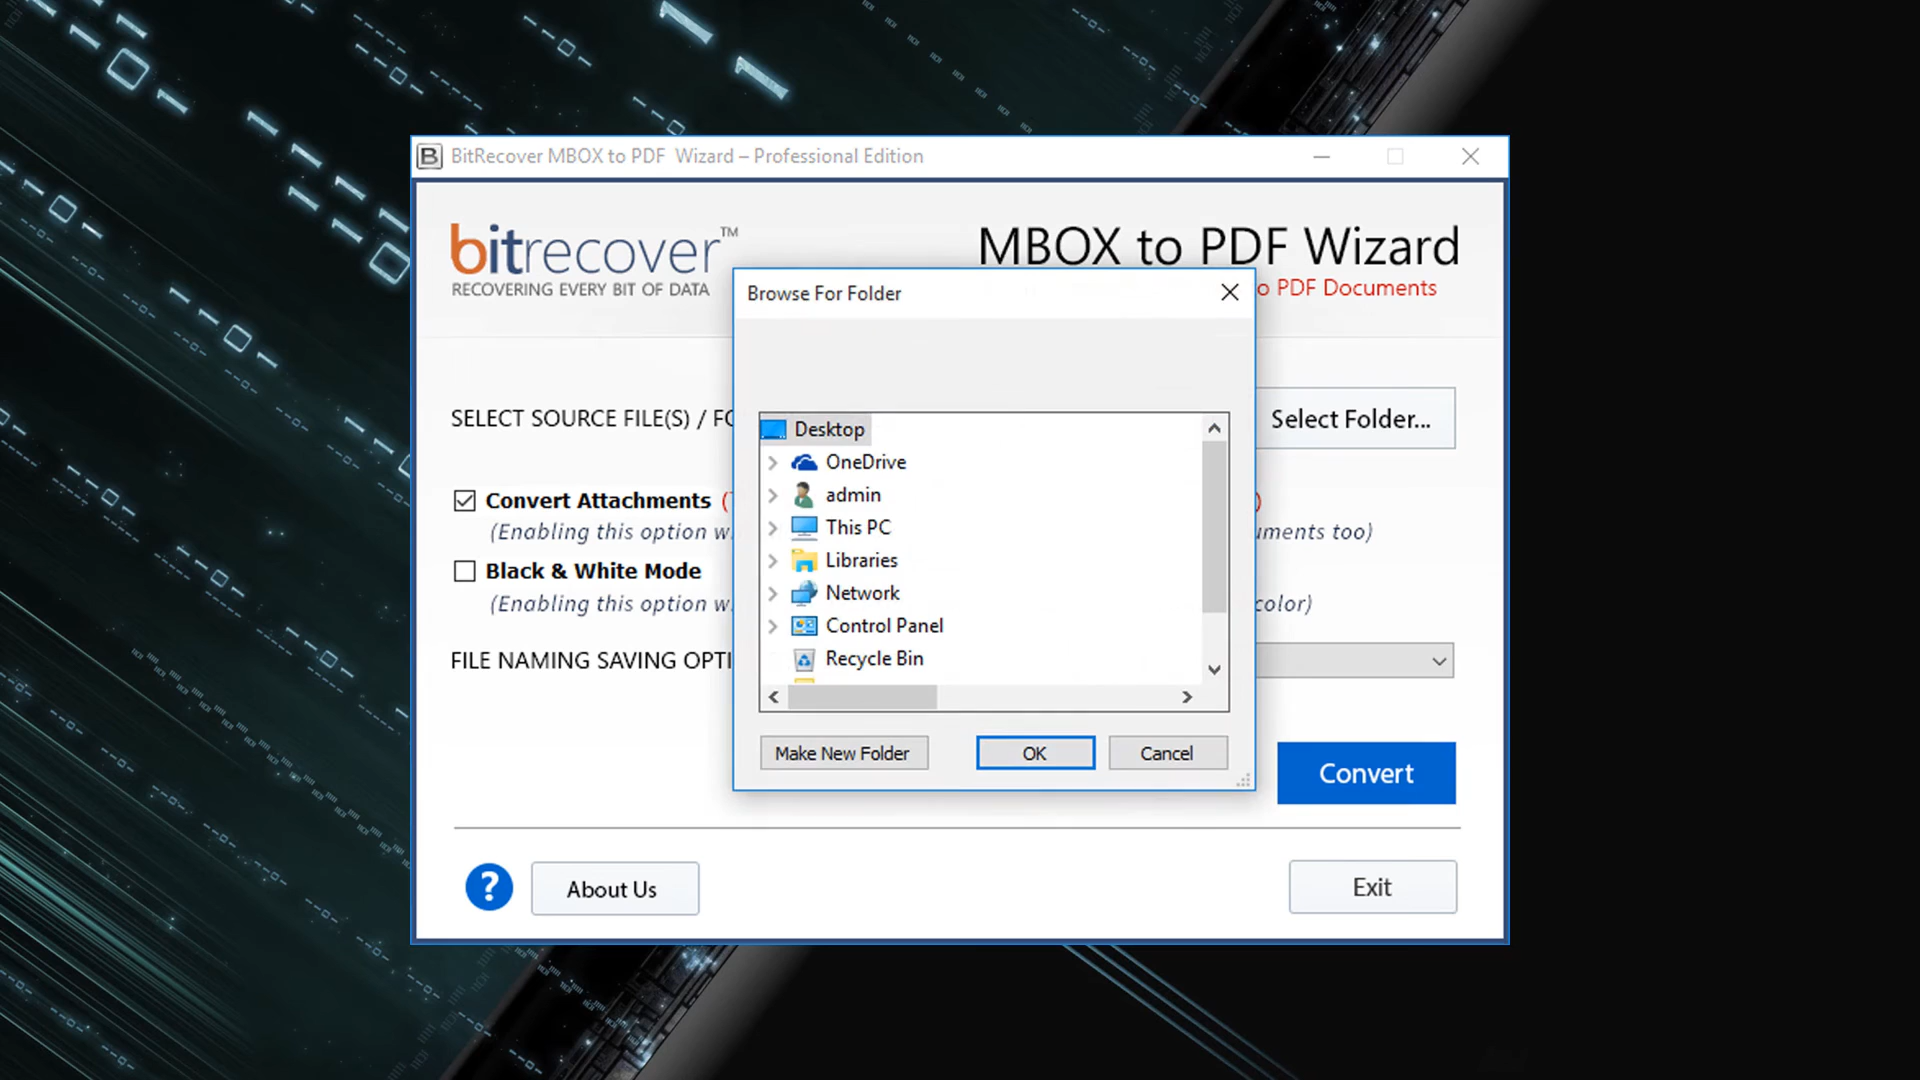 BitRecover MBOX to PDF Wizard – Professional Edition
bitrecover™
RECOVERING EVERY BIT OF DATA
MBOX to PDF Wizard
o PDF Documents
Browse For Folder
SELECT SOURCE FILE(S) / FO
Select Folder...
Desktop
OneDrive
admin
This PC
Libraries
Network
Control Panel
Recycle Bin
Convert Attachments (
)
(Enabling this option w
uments too)
Black & White Mode
(Enabling this option w
color)
FILE NAMING SAVING OPTI
Make New Folder
OK
Cancel
Convert
?
About Us
Exit